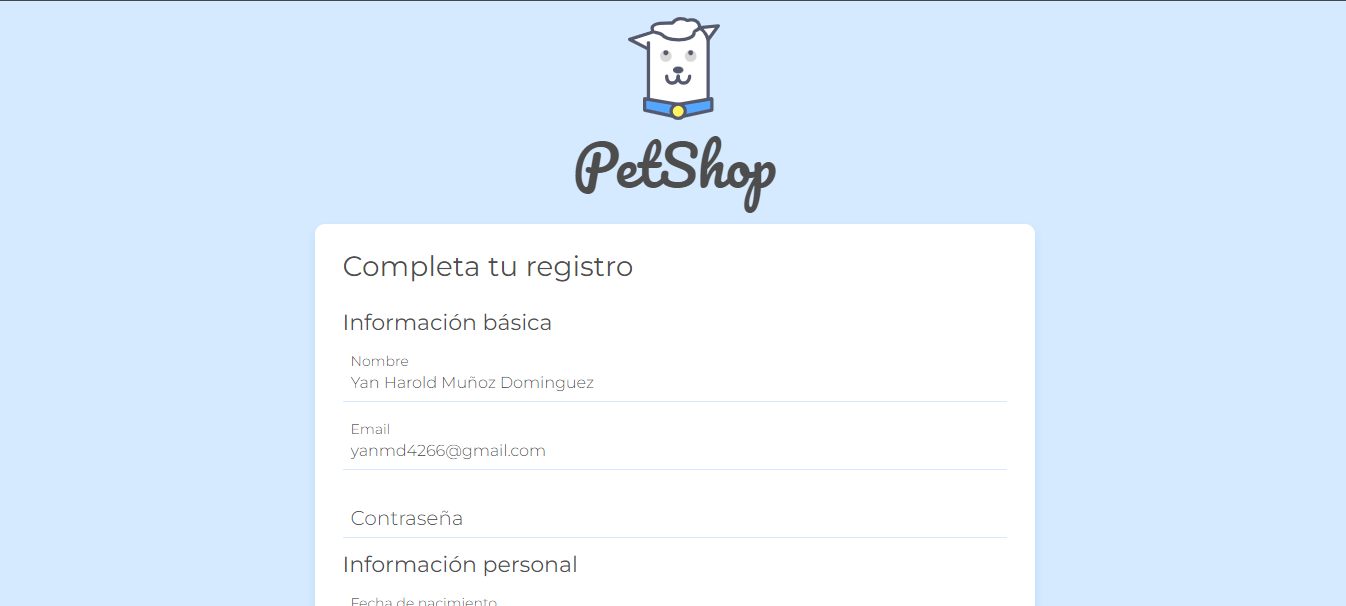 PetShop
Completa tu registro
Información básica
Nombre
Yan Harold Muñoz Dominguez
Email
yanmd4266@gmail.com
Contraseña
Información personal
Fecha de nacimiento